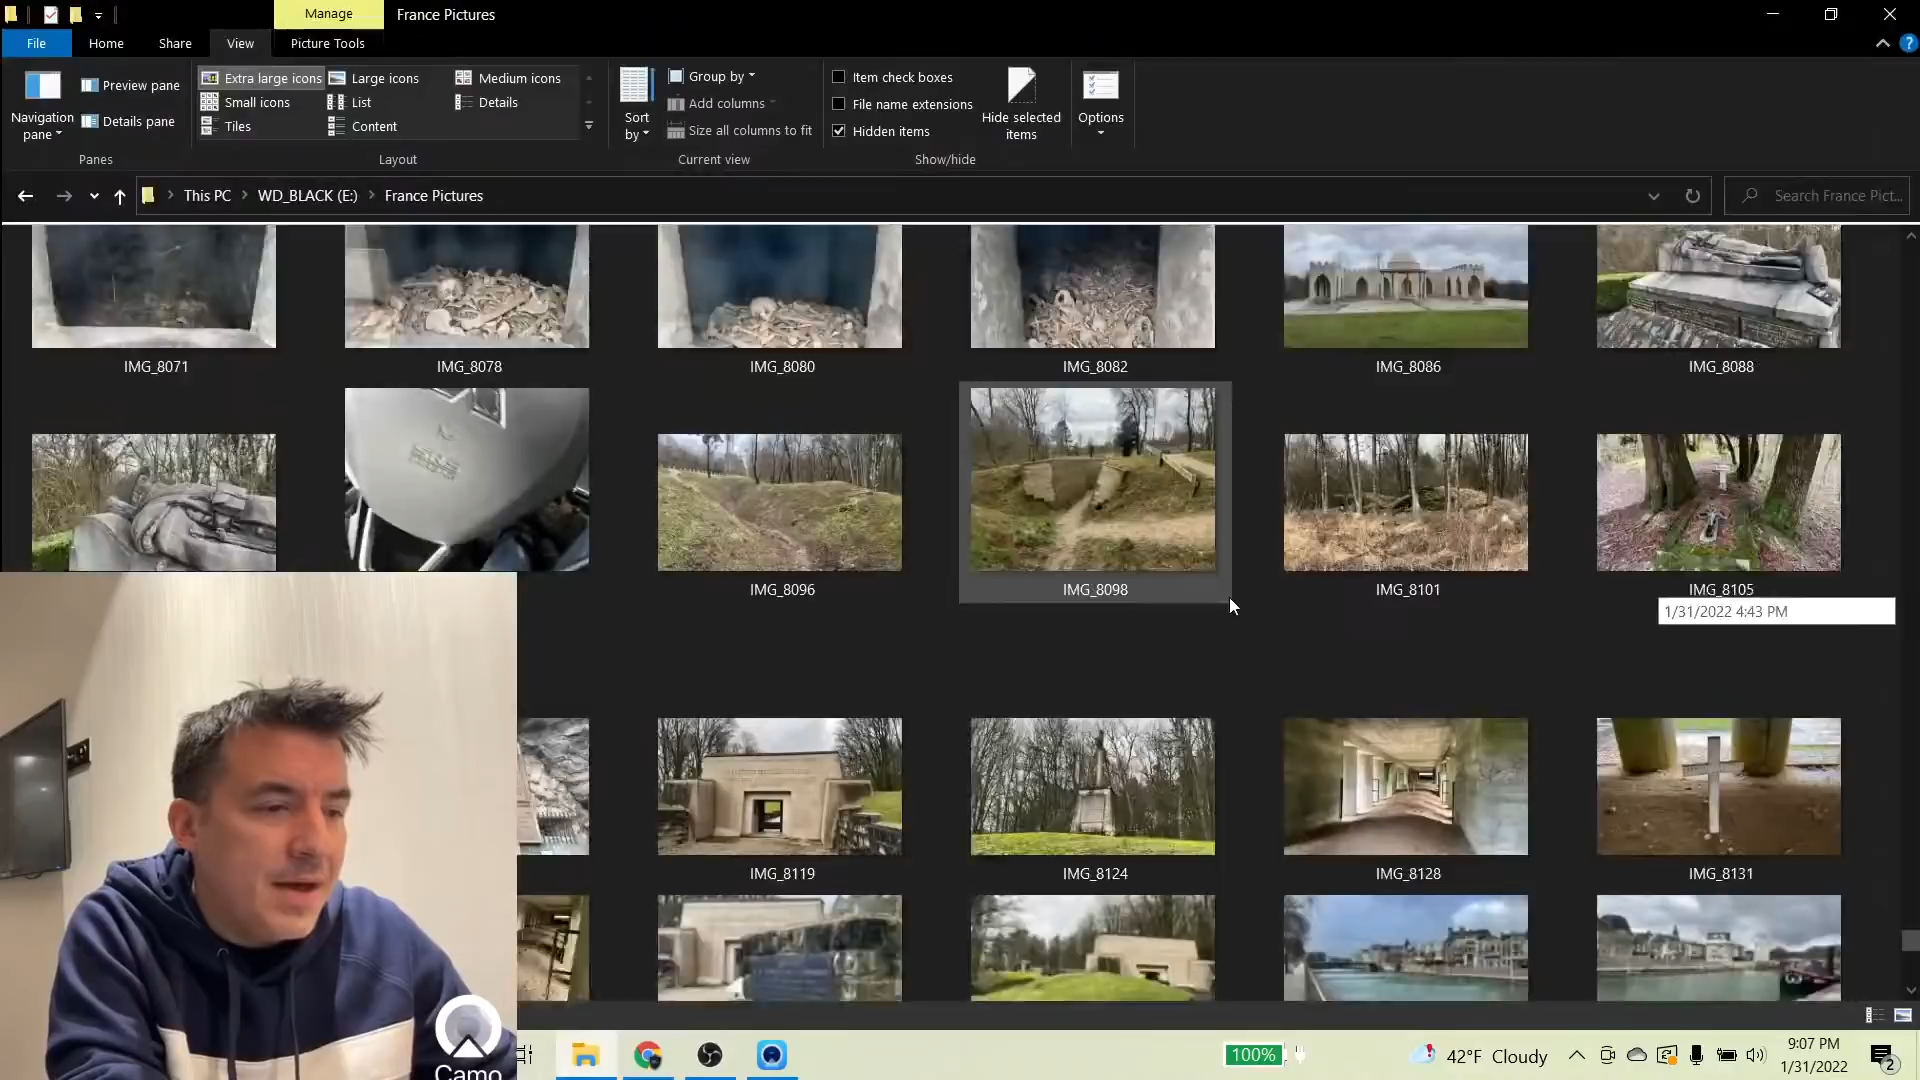 Manage
France Pictures
File
Home
Share
View
Picture Tools
Navigation pane
Preview pane
Details pane
Panes
Extra large icons
Large icons
Medium icons
Small icons
List
Details
Tiles
Content
Layout
Sort by
Group by
Add columns
Size all columns to fit
Current view
Item check boxes
File name extensions
Hidden items
Hide selected items
Show/hide
Options
This PC
WD_BLACK (E:)
France Pictures
Search France Pict...
IMG_8071
IMG_8078
IMG_8080
IMG_8082
IMG_8086
IMG_8088
IMG_8096
IMG_8098
IMG_8101
IMG_8105
1/31/2022 4:43 PM
IMG_8119
IMG_8124
IMG_8128
IMG_8131
Camo
100%
42°F Cloudy
9:07 PM
1/31/2022
2